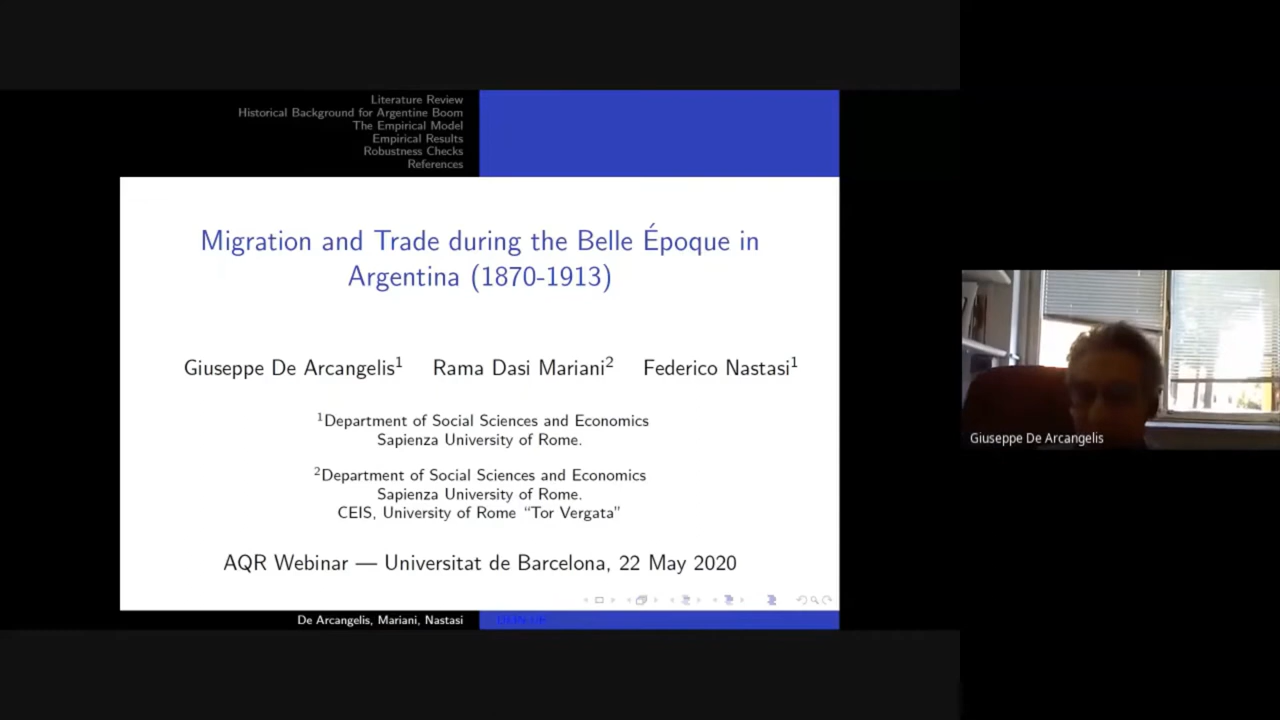 Literature Review
Historical Background for Argentine Boom
The Empirical Model
Empirical Results
Robustness Checks
References
Migration and Trade during the Belle Époque in
Argentina (1870-1913)
Giuseppe De Arcangelis¹ Rama Dasi Mariani² Federico Nastasi¹
¹Department of Social Sciences and Economics
Sapienza University of Rome.
²Department of Social Sciences and Economics
Sapienza University of Rome.
CEIS, University of Rome “Tor Vergata”
AQR Webinar — Universitat de Barcelona, 22 May 2020
De Arcangelis, Mariani, Nastasi
Giuseppe De Arcangelis